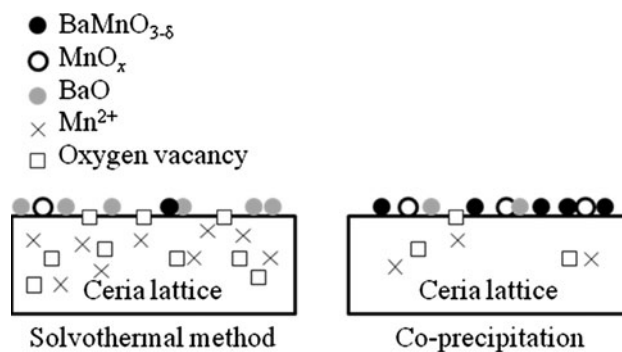 BaMnO3-δ
MnOx
BaO
Mn2+
Oxygen vacancy
Ceria lattice
Ceria lattice
Solvothermal method
Co-precipitation